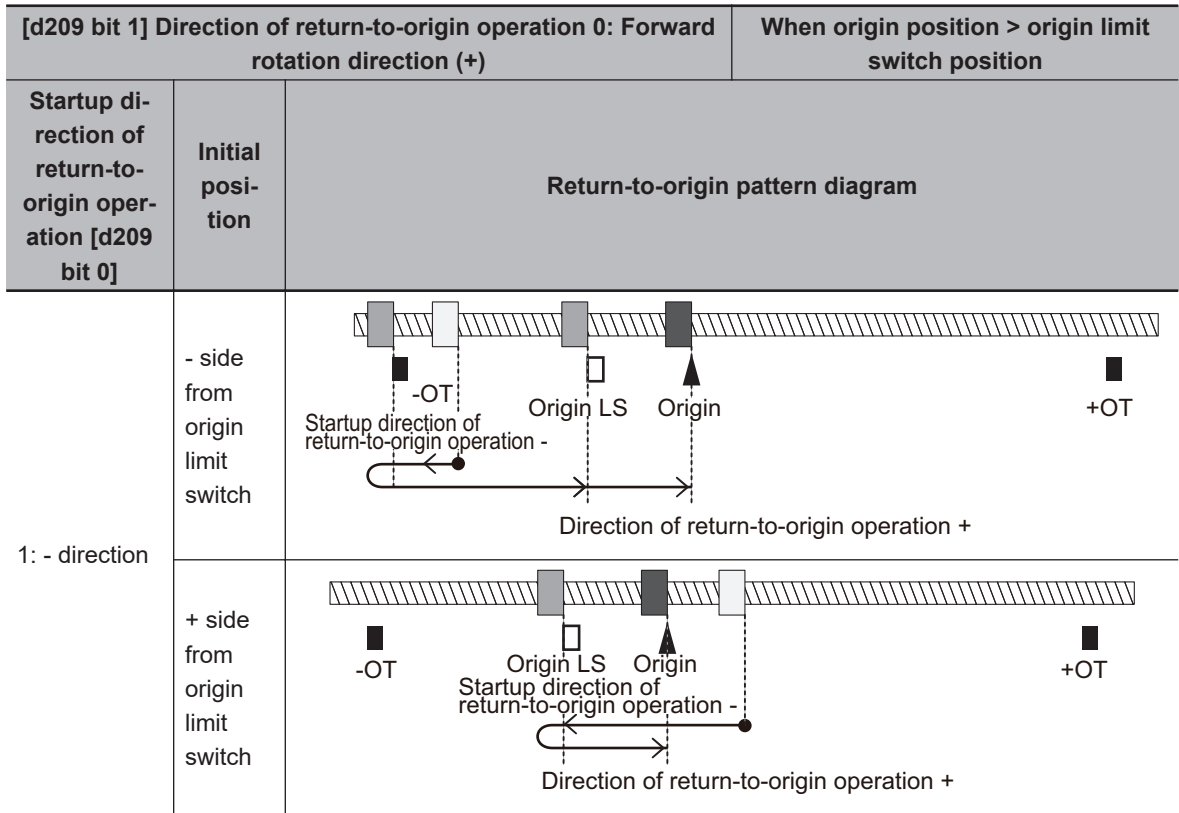 [d209 bit 1] Direction of return-to-origin operation 0: Forward
rotation direction (+)
When origin position > origin limit
switch position
Startup di-
rection of
return-to-
origin oper-
ation [d209
bit 0]
Initial
posi-
tion
Return-to-origin pattern diagram
1: - direction
- side
from
origin
limit
switch
-OT
Origin LS
Origin
+OT
Startup direction of
return-to-origin operation -
Direction of return-to-origin operation +
+ side
from
origin
limit
switch
-OT
Origin LS
Origin
+OT
Startup direction of
return-to-origin operation -
Direction of return-to-origin operation +